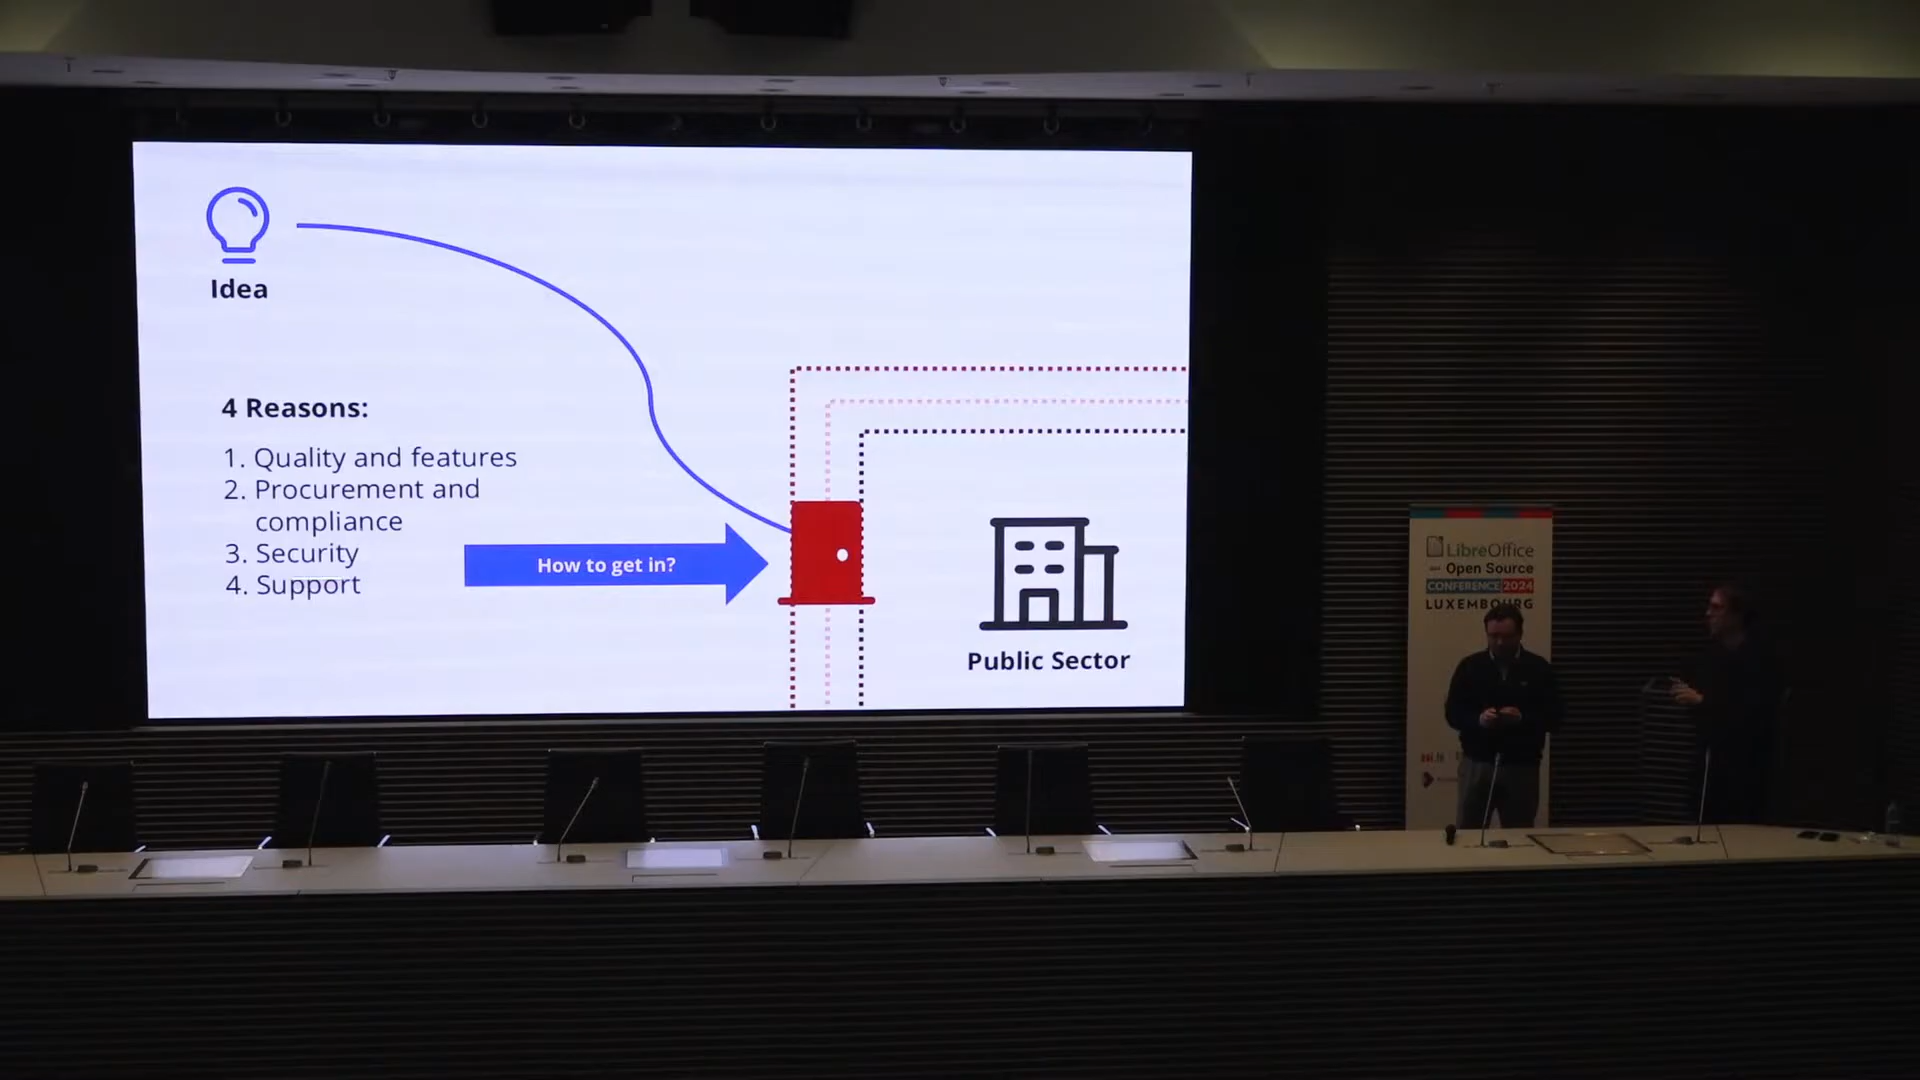 Idea
4 Reasons:
1. Quality and features
2. Procurement and
compliance
3. Security
4. Support
How to get in?
Public Sector
LibreOffice
Open Source
CONFERENCE 2024
LUXEMBOURG